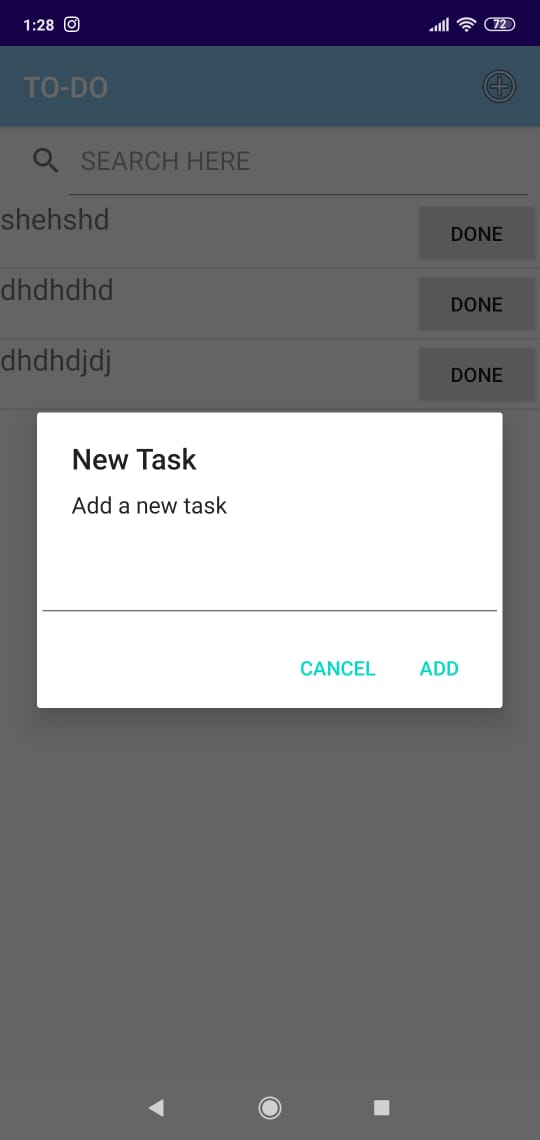 1:28 72
TO-DO
SEARCH HERE
shehshd DONE
dhdhdhd DONE
dhdhdjdj DONE
New Task
Add a new task
CANCEL ADD